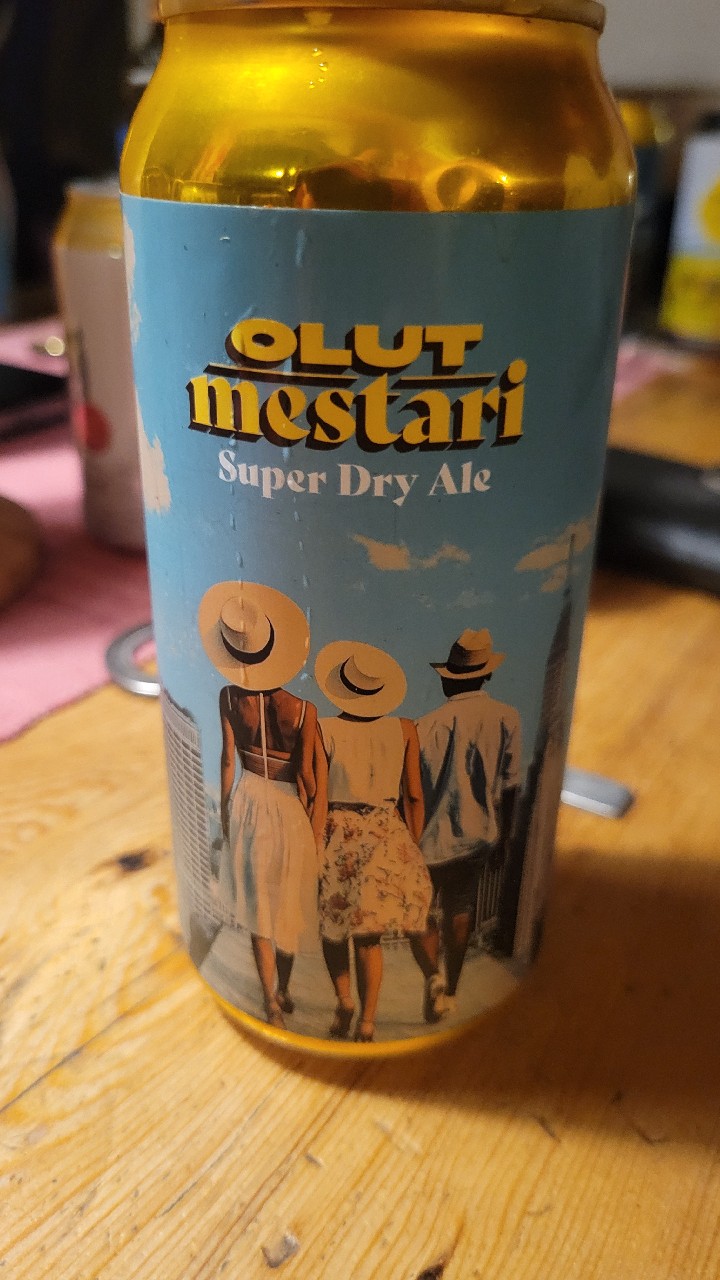 OLUT
mestari
Super Dry Ale